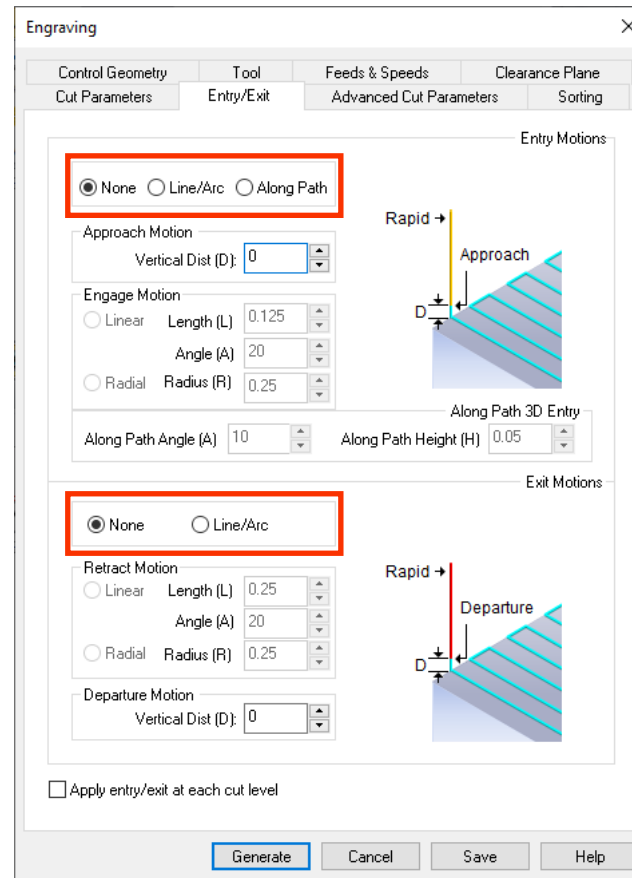 Engraving
Control Geometry Tool Feeds & Speeds Clearance Plane
Cut Parameters Entry/Exit Advanced Cut Parameters Sorting
Entry Motions
None Line/Arc Along Path
Approach Motion
Vertical Dist (D): 0
Engage Motion
Linear Length (L) 0.125
Angle (A) 20
Radial Radius (R) 0.25
Rapid
Approach
D
Along Path 3D Entry
Along Path Angle (A) 10 Along Path Height (H) 0.05
Exit Motions
None Line/Arc
Retract Motion
Linear Length (L) 0.25
Angle (A) 20
Radial Radius (R) 0.25
Departure Motion
Vertical Dist (D): 0
Rapid
Departure
D
Apply entry/exit at each cut level
Generate Cancel Save Help